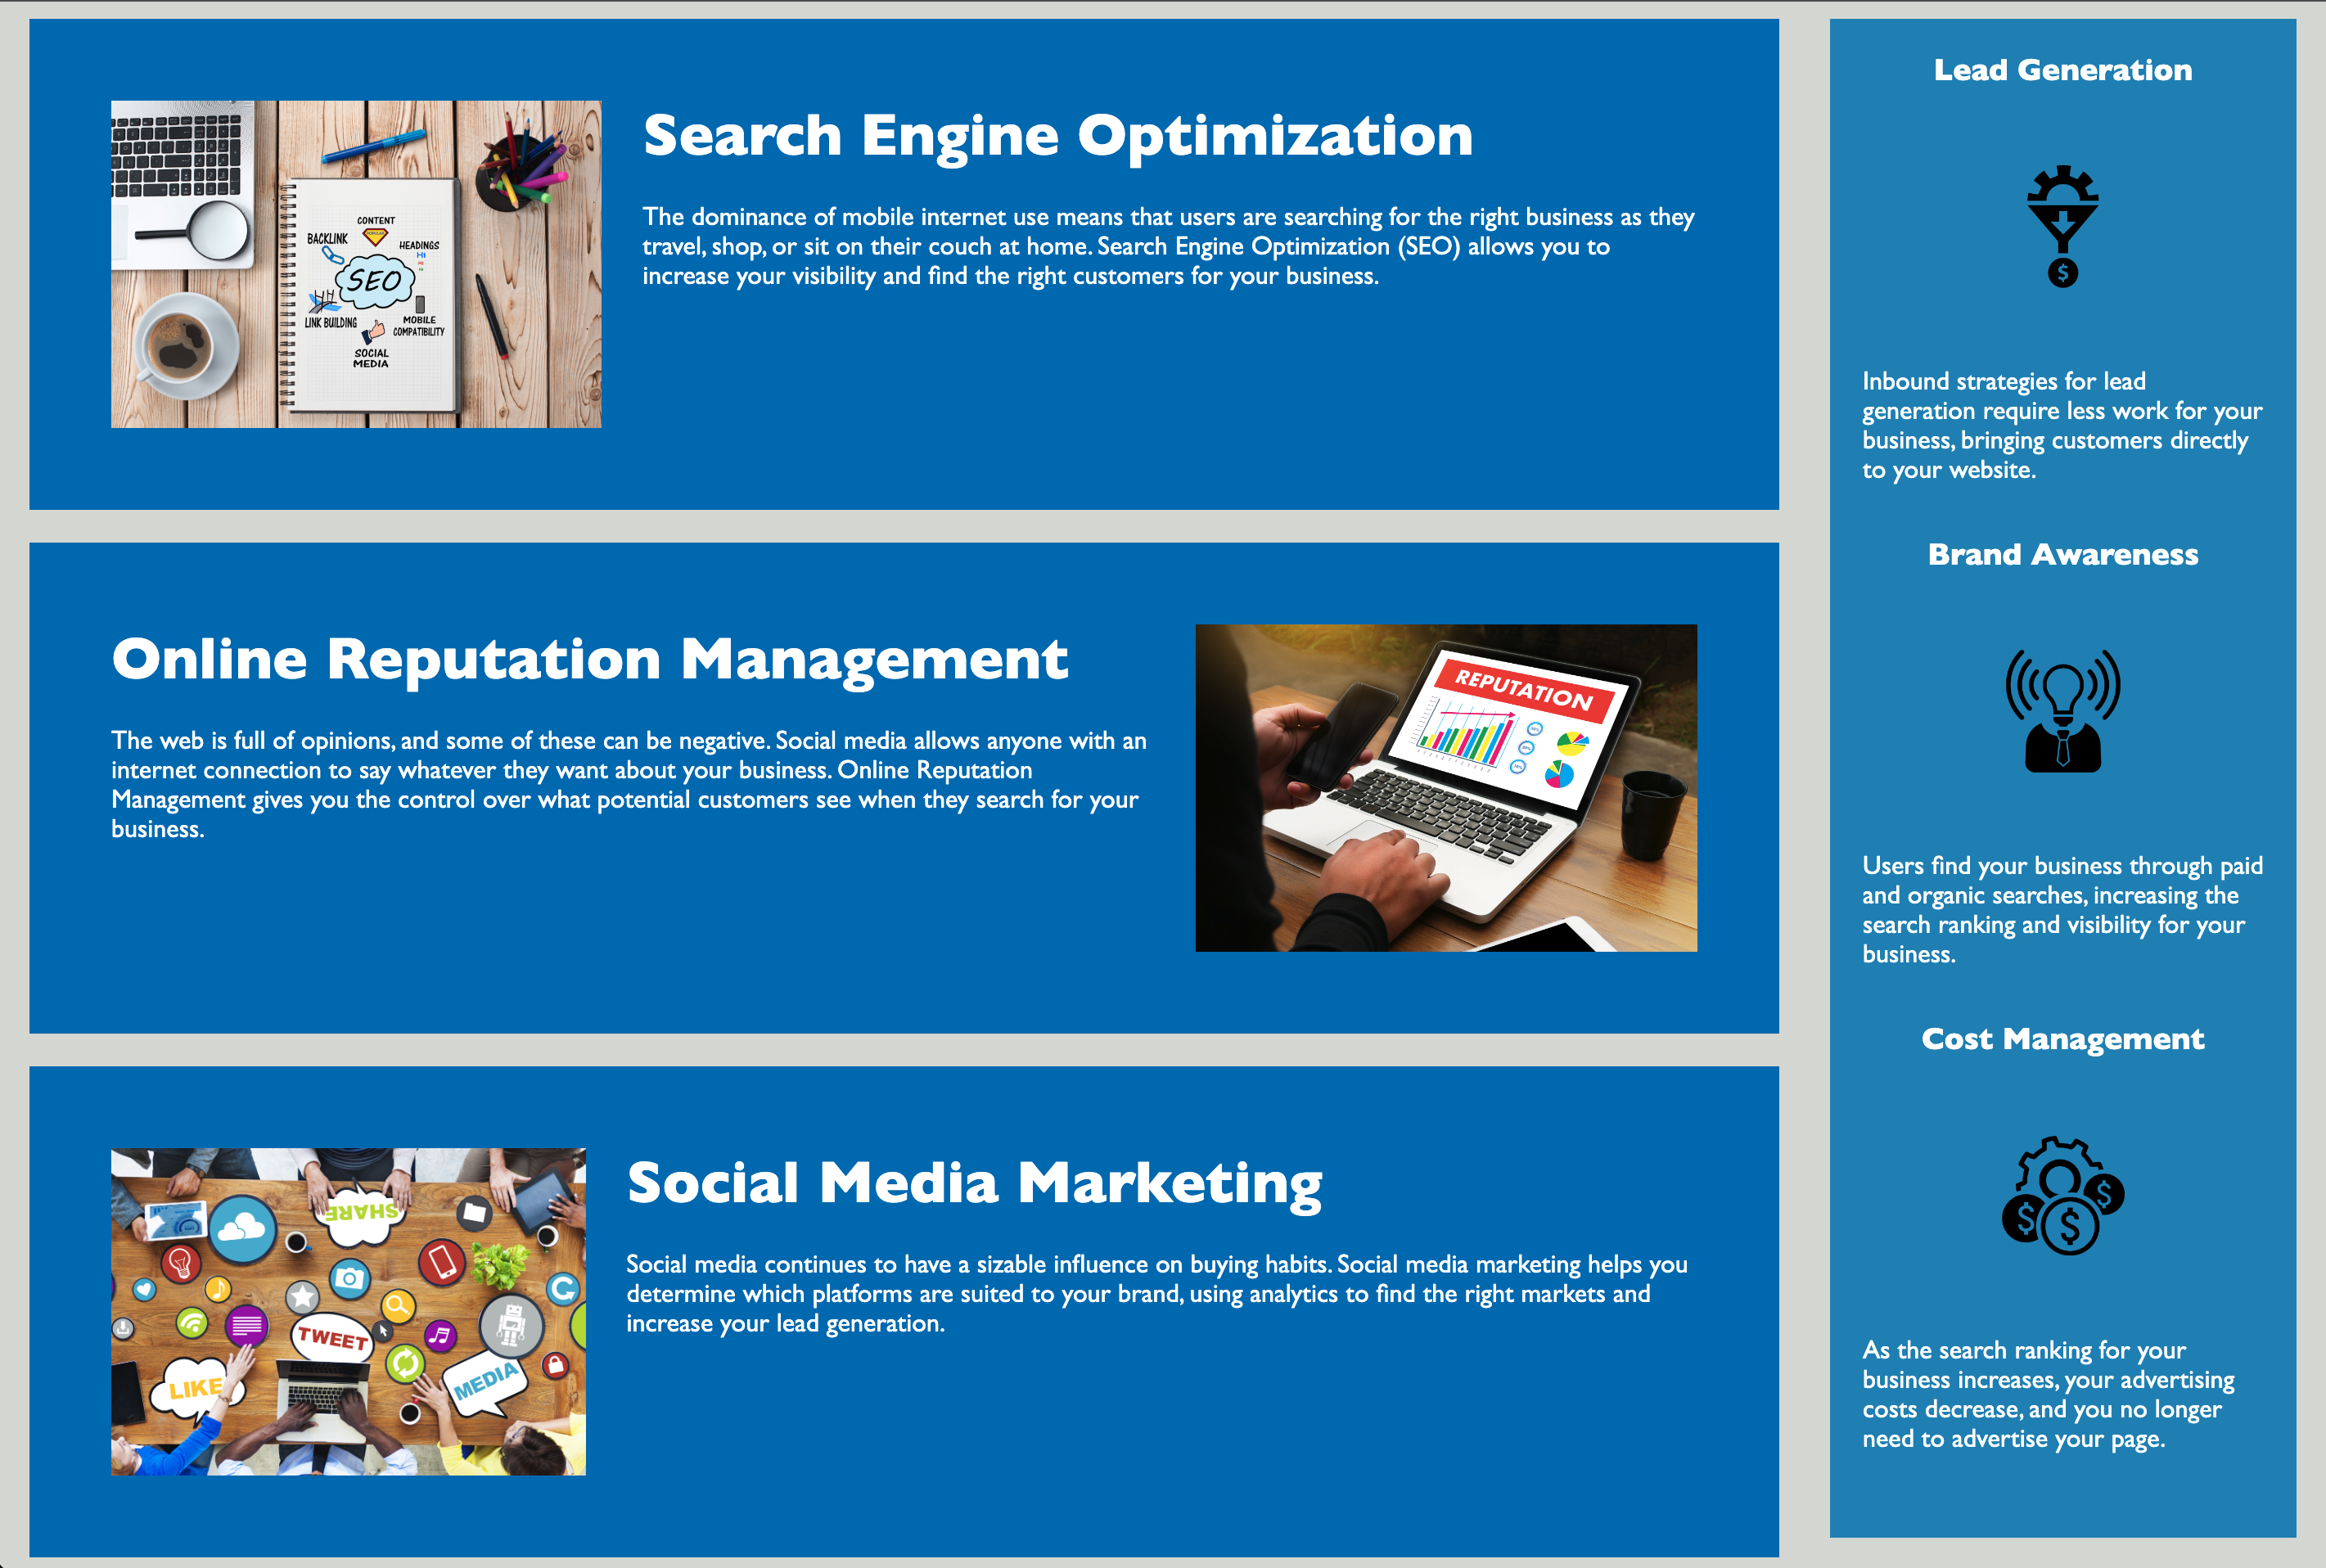 Search Engine Optimization
The dominance of mobile internet use means that users are searching for the right business as they
travel, shop, or sit on their couch at home. Search Engine Optimization (SEO) allows you to
increase your visibility and find the right customers for your business.
CONTENT
BACKLINK
POPULAR
HEADINGS
H1
SEO
LINK BUILDING
MOBILE
COMPATIBILITY
SOCIAL
MEDIA
Online Reputation Management
The web is full of opinions, and some of these can be negative. Social media allows anyone with an
internet connection to say whatever they want about your business. Online Reputation
Management gives you the control over what potential customers see when they search for your
business.
REPUTATION
Social Media Marketing
Social media continues to have a sizable influence on buying habits. Social media marketing helps you
determine which platforms are suited to your brand, using analytics to find the right markets and
increase your lead generation.
SHARE
TWEET
LIKE
MEDIA
Lead Generation
$
Inbound strategies for lead
generation require less work for your
business, bringing customers directly
to your website.
Brand Awareness
Users find your business through paid
and organic searches, increasing the
search ranking and visibility for your
business.
Cost Management
$
$ $
As the search ranking for your
business increases, your advertising
costs decrease, and you no longer
need to advertise your page.